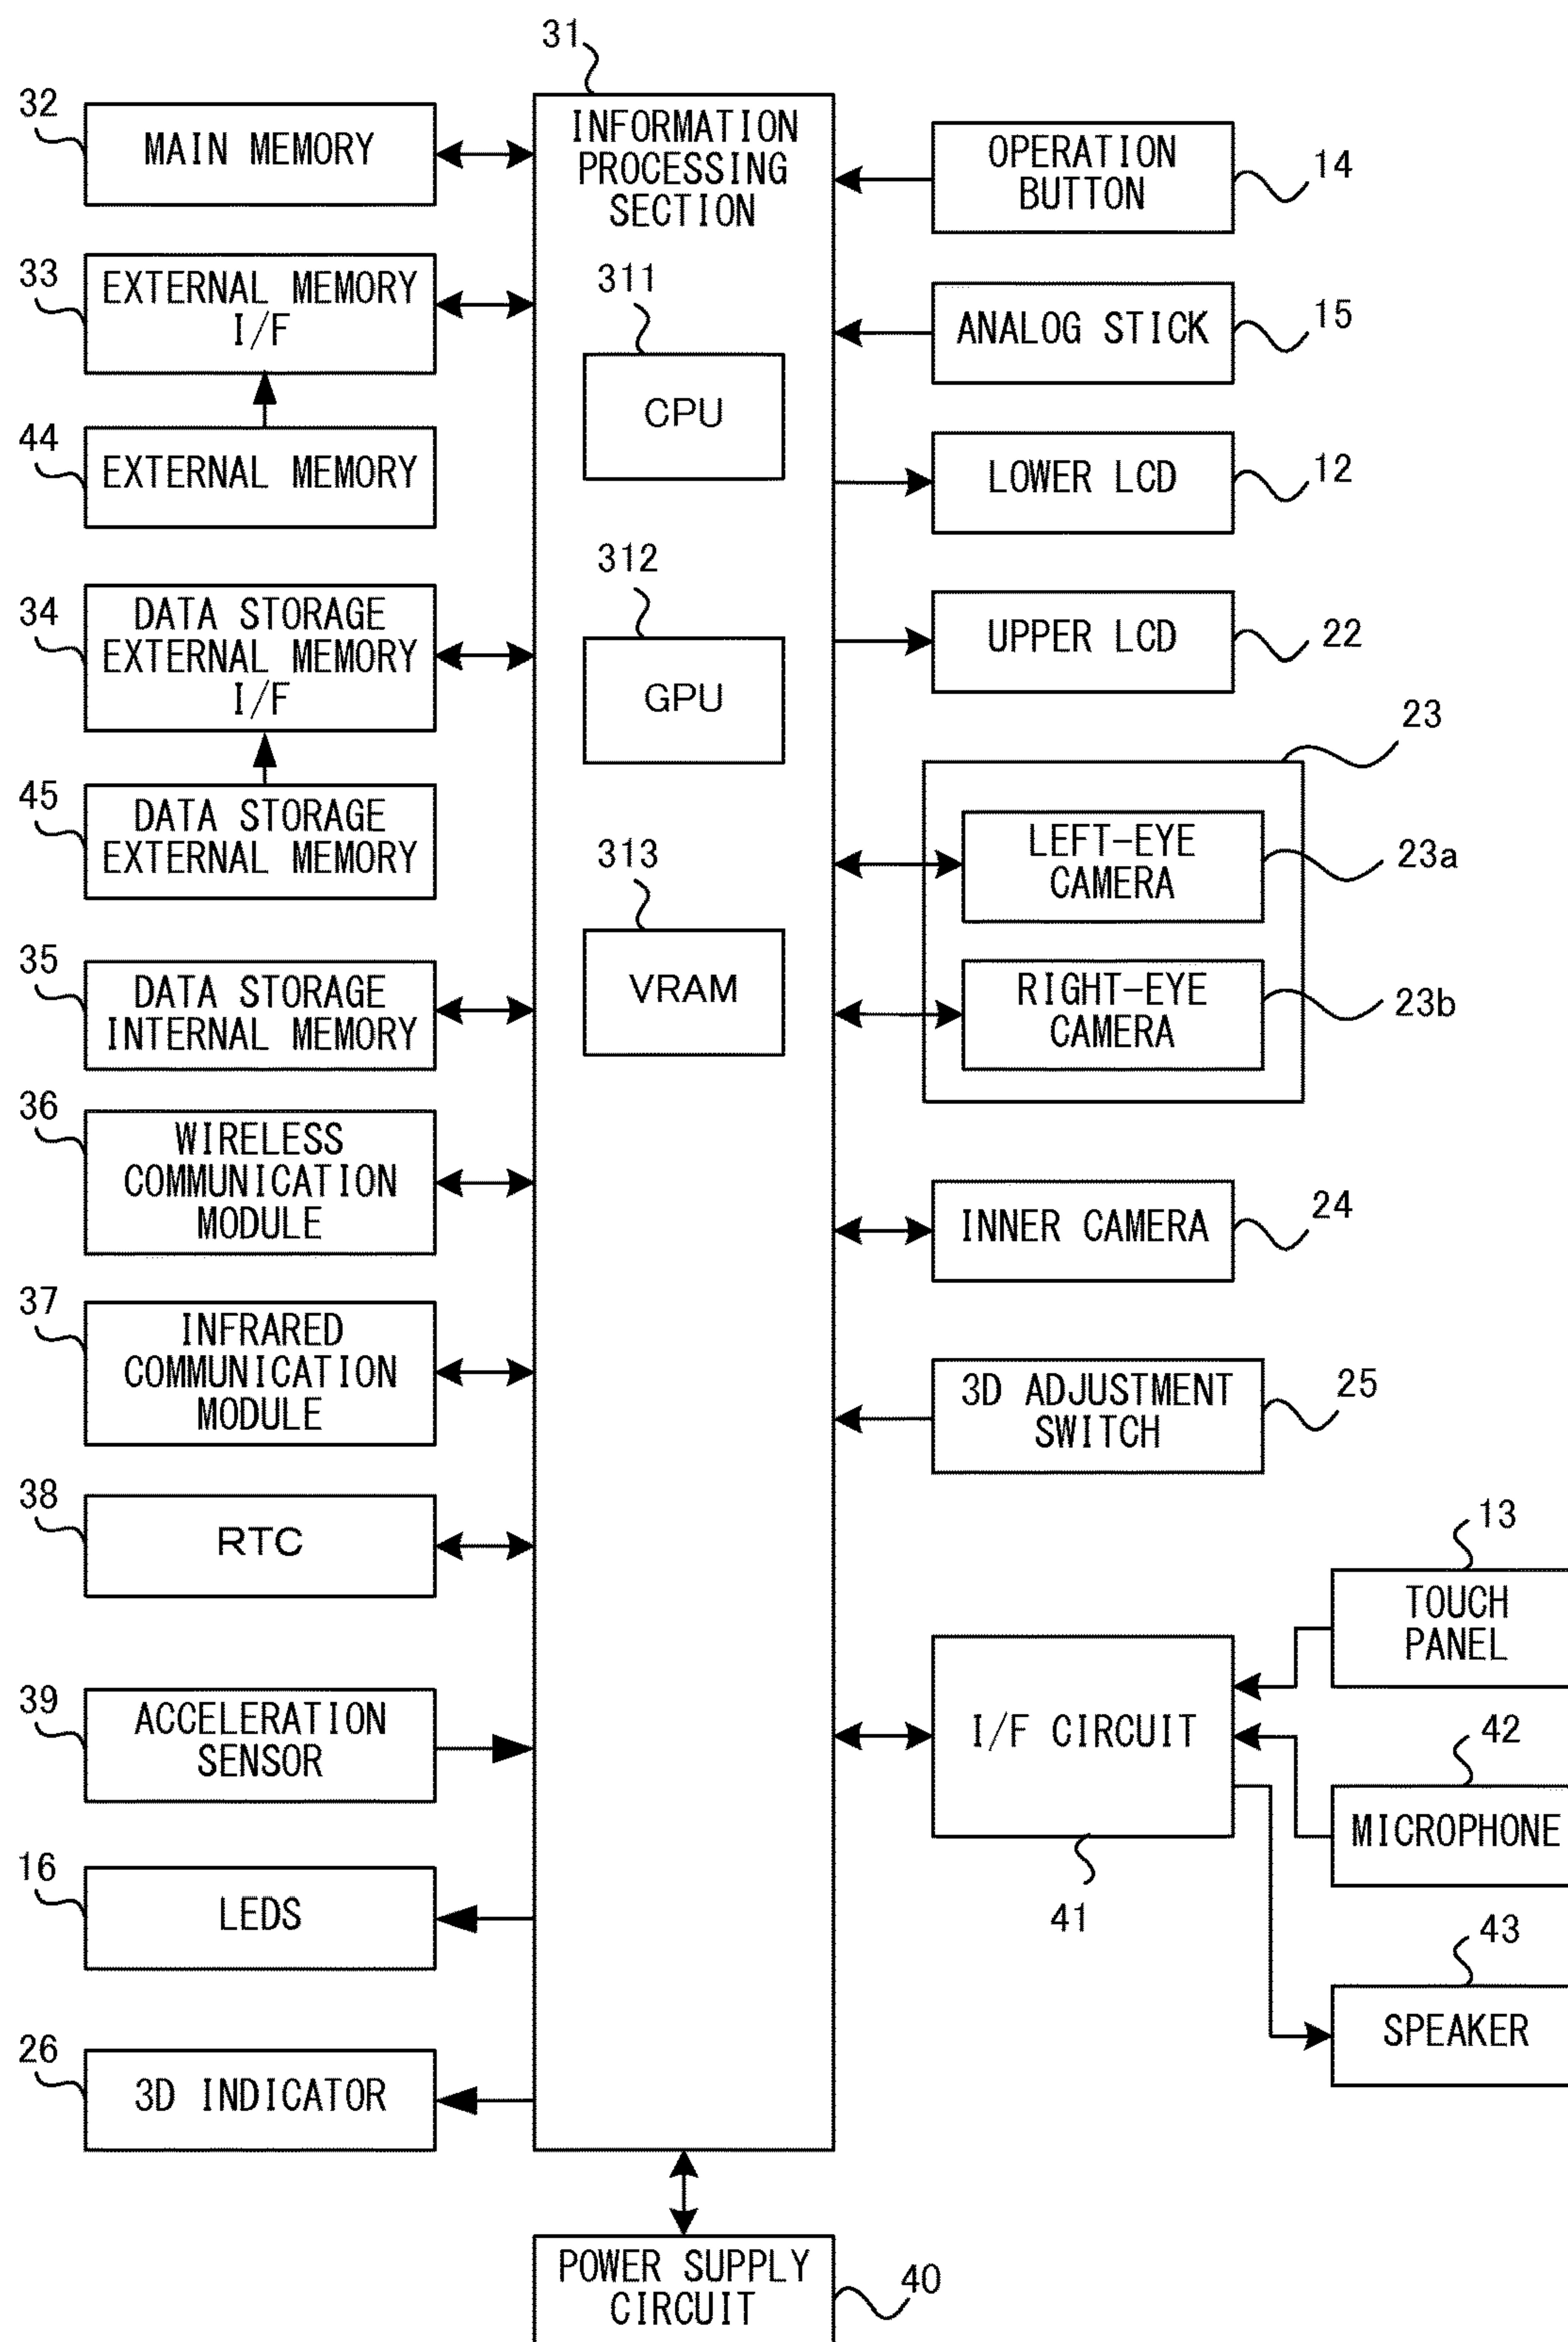 31
INFORMATION
PROCESSING
SECTION
311
CPU
312
GPU
313
VRAM
32
MAIN MEMORY
33
EXTERNAL MEMORY
I/F
44
EXTERNAL MEMORY
34
DATA STORAGE
EXTERNAL MEMORY
I/F
45
DATA STORAGE
EXTERNAL MEMORY
35
DATA STORAGE
INTERNAL MEMORY
36
WIRELESS
COMMUNICATION
MODULE
37
INFRARED
COMMUNICATION
MODULE
38
RTC
39
ACCELERATION
SENSOR
16
LEDS
26
3D INDICATOR
OPERATION
BUTTON
14
ANALOG STICK
15
LOWER LCD
12
UPPER LCD
22
23
LEFT-EYE
CAMERA
23a
RIGHT-EYE
CAMERA
23b
INNER CAMERA
24
3D ADJUSTMENT
SWITCH
25
13
TOUCH
PANEL
I/F CIRCUIT
41
42
MICROPHONE
43
SPEAKER
POWER SUPPLY
CIRCUIT
40